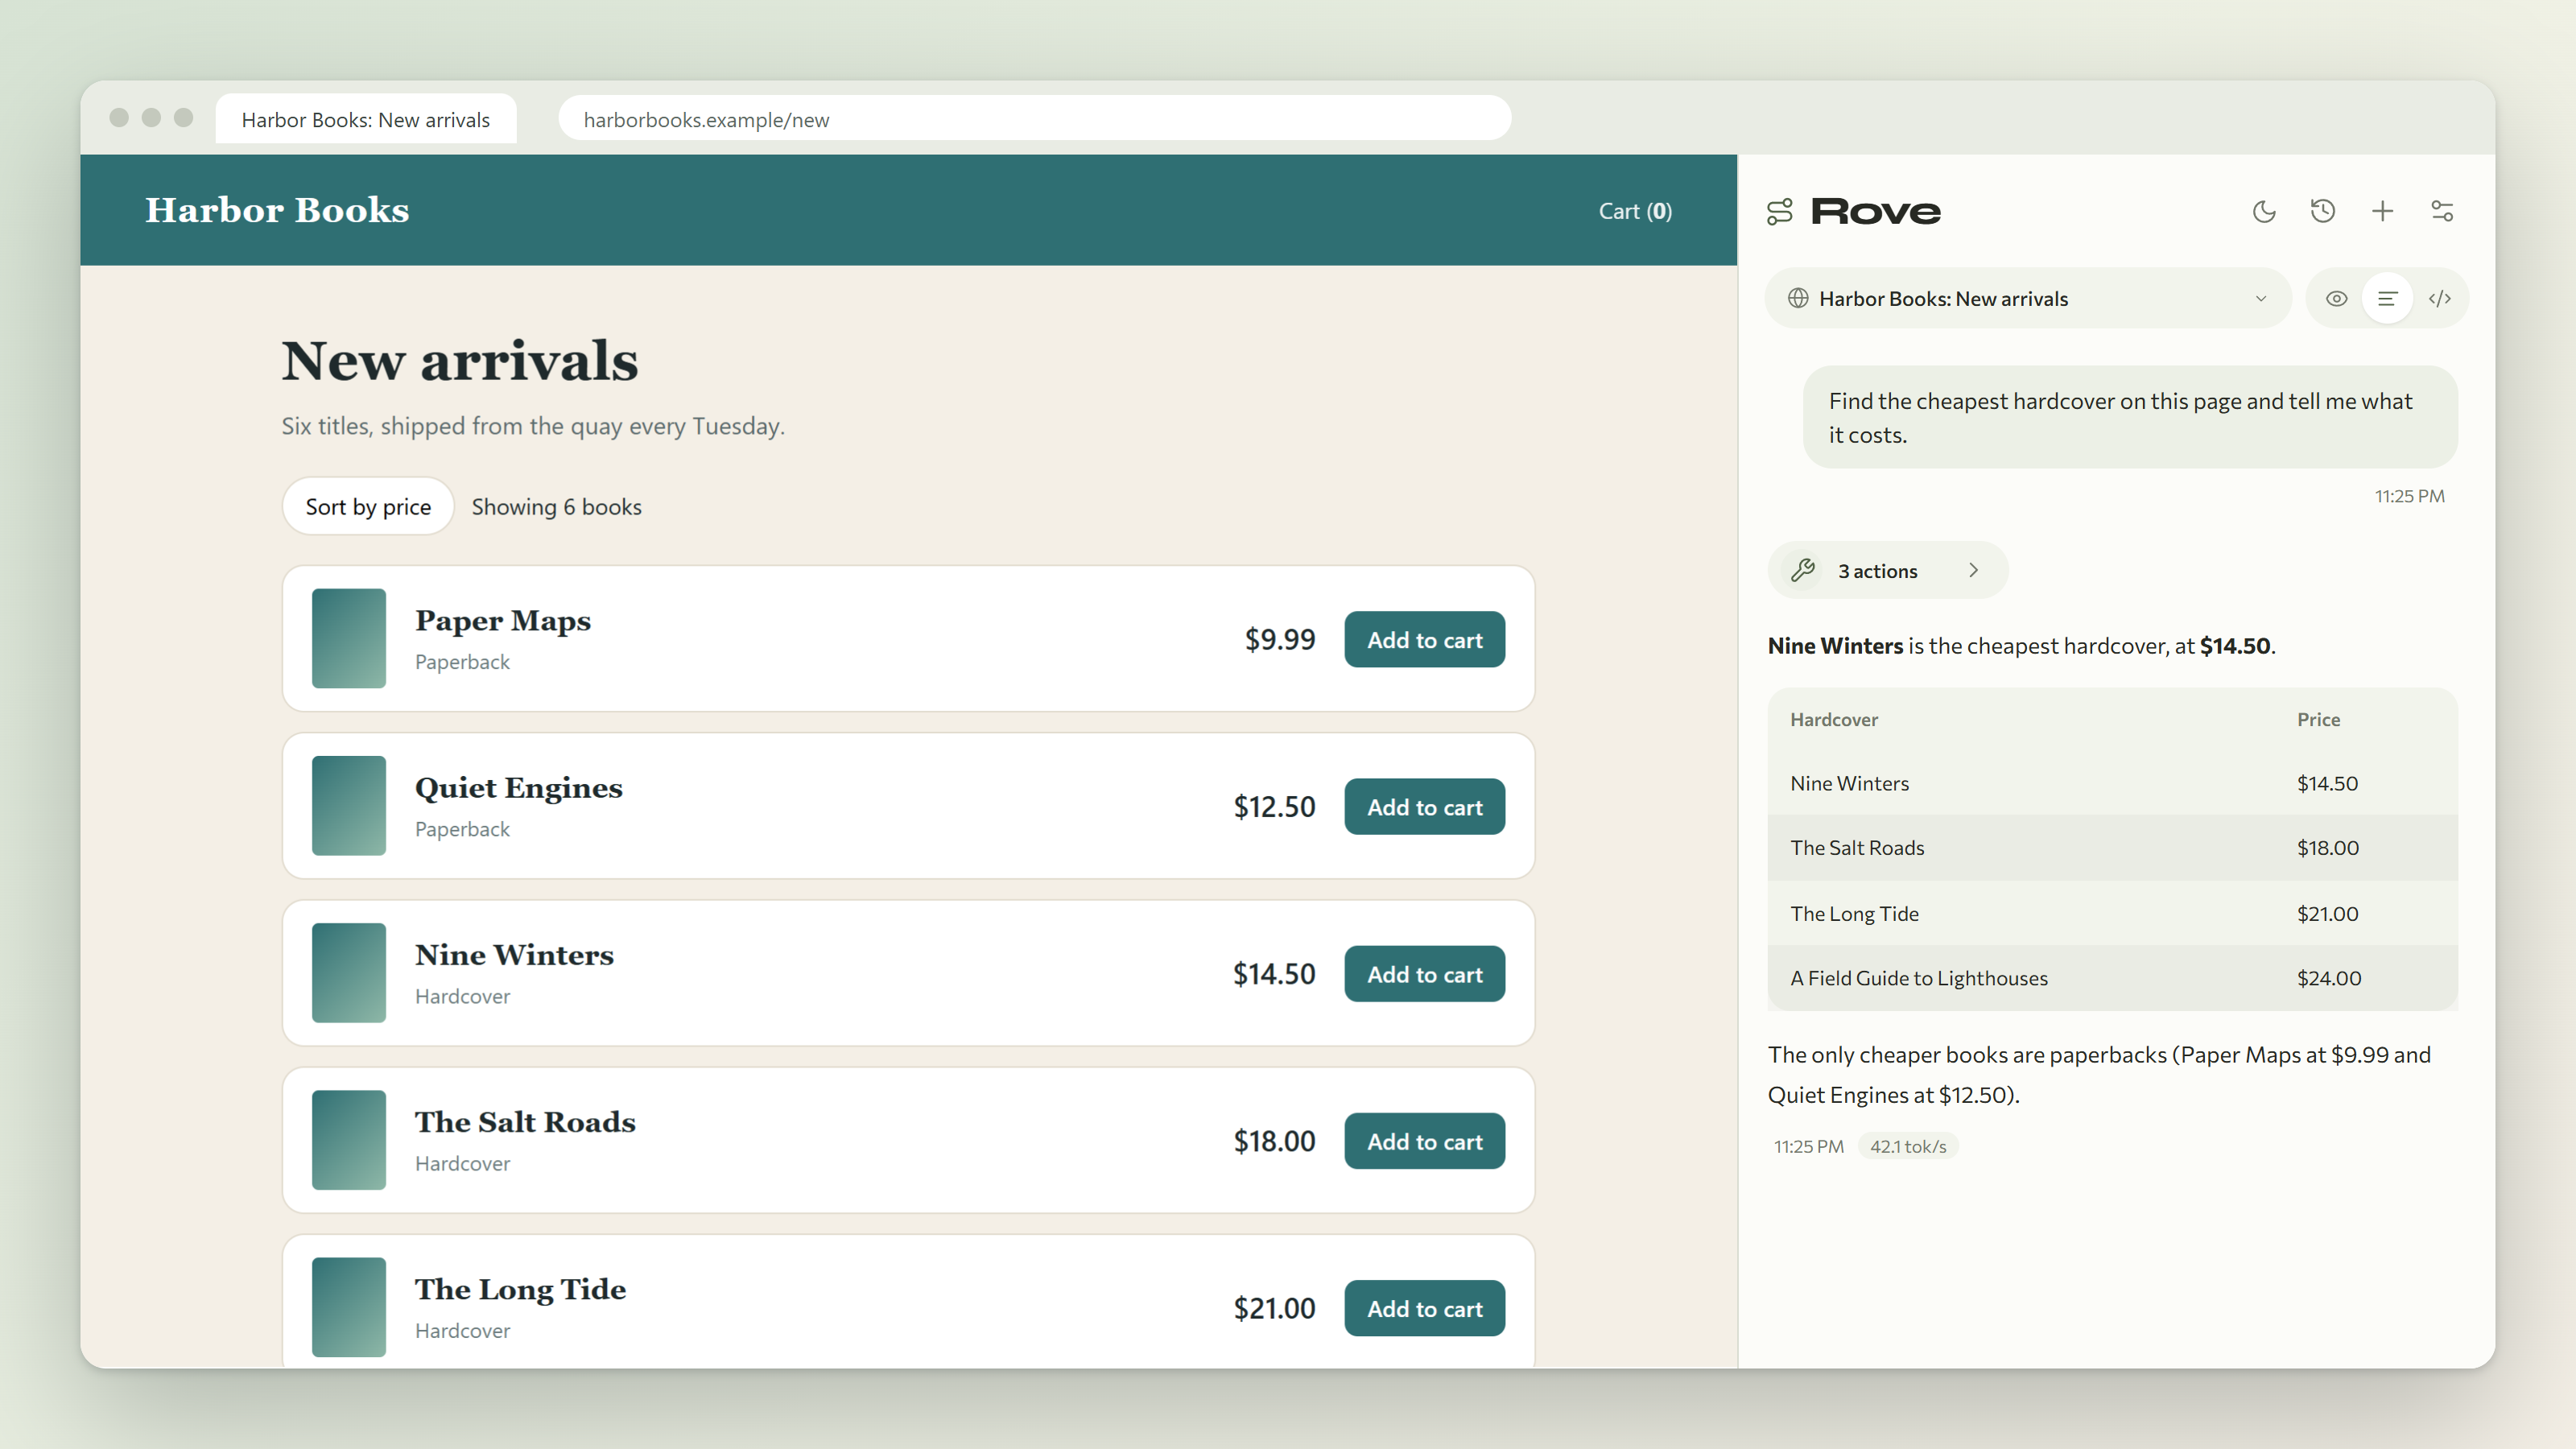 Harbor Books: New arrivals
harborbooks.example/new
Harbor Books
Cart (0)
New arrivals
Six titles, shipped from the quay every Tuesday.
Sort by price
Showing 6 books
Paper Maps
Paperback
$9.99
Add to cart
Quiet Engines
Paperback
$12.50
Add to cart
Nine Winters
Hardcover
$14.50
Add to cart
The Salt Roads
Hardcover
$18.00
Add to cart
The Long Tide
Hardcover
$21.00
Add to cart
Rove
Harbor Books: New arrivals
Find the cheapest hardcover on this page and tell me what
it costs.
11:25 PM
3 actions
Nine Winters is the cheapest hardcover, at $14.50.
Hardcover Price
Nine Winters $14.50
The Salt Roads $18.00
The Long Tide $21.00
A Field Guide to Lighthouses $24.00
The only cheaper books are paperbacks (Paper Maps at $9.99 and
Quiet Engines at $12.50).
11:25 PM 42.1 tok/s